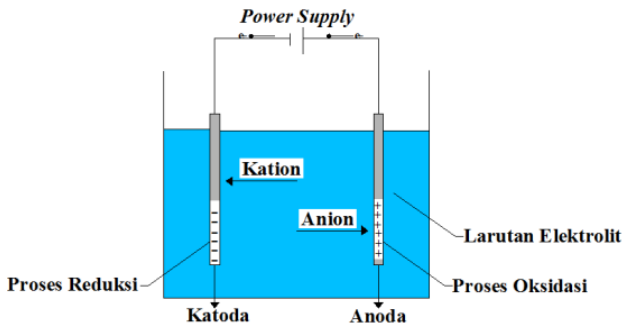 Power Supply
e e
Kation
Anion
Larutan Elektrolit
Proses Reduksi
Proses Oksidasi
Katoda
Anoda